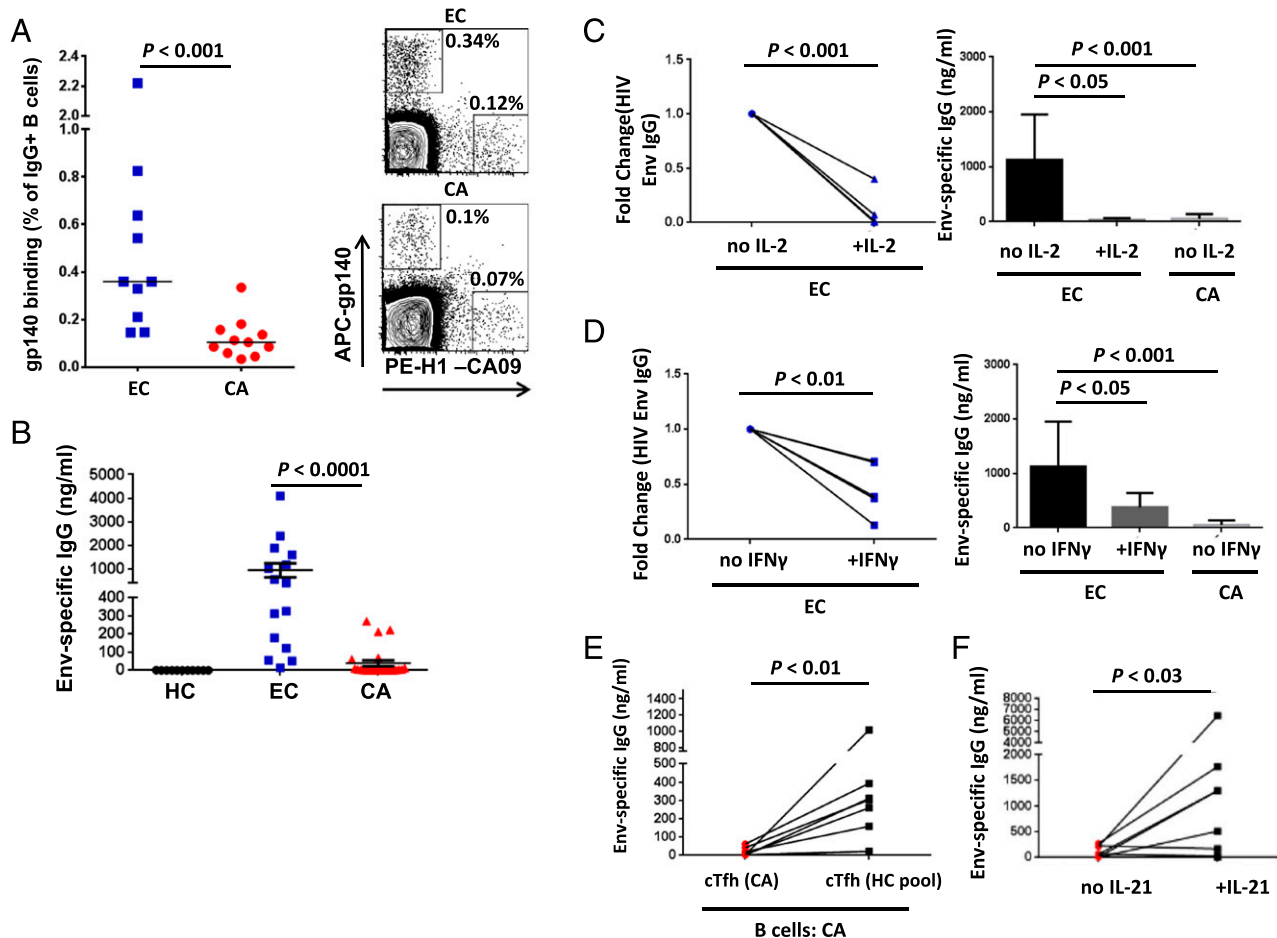 A
P < 0.001
gp140 binding (% of IgG+ B cells)
2.4
2.2
2.0
1.0
0.8
0.6
0.4
0.2
0.0
EC
CA
EC
0.34%
0.12%
CA
0.1%
0.07%
APC-gp140
PE-H1 –CA09
B
P < 0.0001
Env-specific IgG (ng/ml)
5000
4000
3000
2000
1000
400
300
200
100
0
HC
EC
CA
C
P < 0.001
Fold Change(HIV
Env IgG)
1.5
1.0
0.5
0.0
no IL-2
+IL-2
EC
P < 0.001
P < 0.05
Env-specific IgG (ng/ml)
3000
2000
1000
0
no IL-2
+IL-2
no IL-2
EC
CA
D
P < 0.01
Fold Change (HIV Env IgG)
1.5
1.0
0.5
0.0
no IFNγ
+IFNγ
EC
P < 0.001
P < 0.05
Env-specific IgG (ng/ml)
3000
2000
1000
0
no IFNγ
+IFNγ
no IFNγ
EC
CA
E
P < 0.01
Env-specific IgG (ng/ml)
1400
1200
1000
800
500
400
300
200
100
0
cTfh (CA)
cTfh (HC pool)
B cells: CA
F
P < 0.03
Env-specific IgG (ng/ml)
8000
7000
6000
5000
4000
2000
1500
1000
500
0
no IL-21
+IL-21